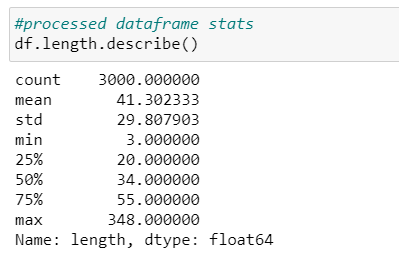 #processed dataframe stats
df.length.describe()
count    3000.000000
mean       41.302333
std        29.807903
min         3.000000
25%        20.000000
50%        34.000000
75%        55.000000
max       348.000000
Name: length, dtype: float64